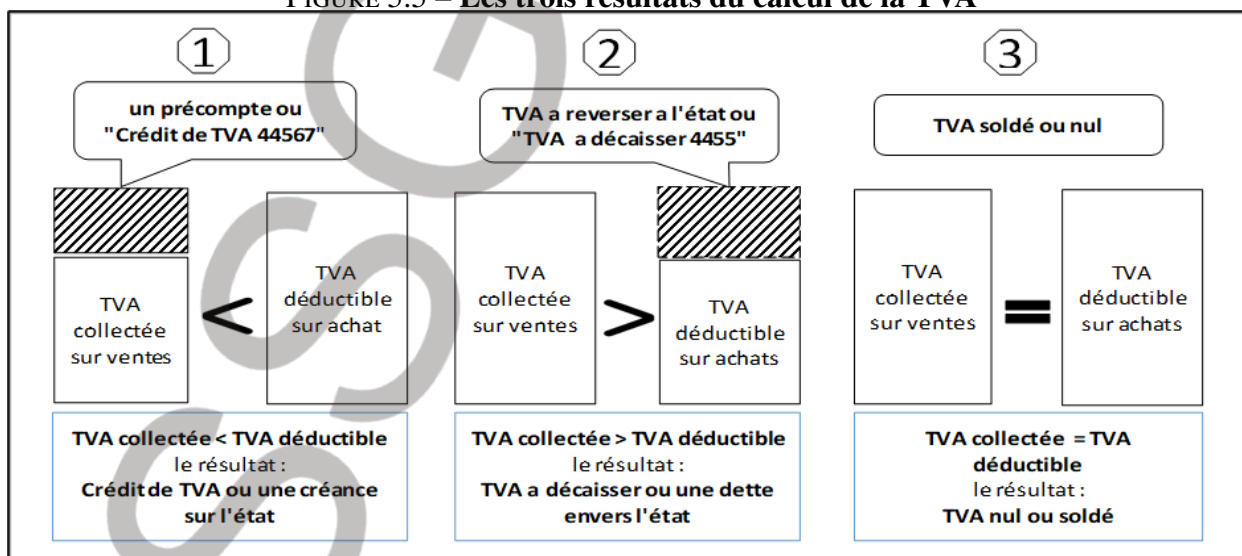 FIGURE 3.3 – Les trois résultats du calcul de la TVA
1
un précompte ou
"Crédit de TVA 44567"
TVA
collectée
sur ventes
<
TVA
déductible
sur achat
TVA collectée < TVA déductible
le résultat :
Crédit de TVA ou une créance
sur l'état
2
TVA a reverser a l'état ou
"TVA a décaisser 4455"
TVA
collectée
sur ventes
>
TVA
déductible
sur achats
TVA collectée > TVA déductible
le résultat :
TVA a décaisser ou une dette
envers l'état
3
TVA soldé ou nul
TVA
collectée
sur ventes
=
TVA
déductible
sur achats
TVA collectée = TVA
déductible
le résultat :
TVA nul ou soldé